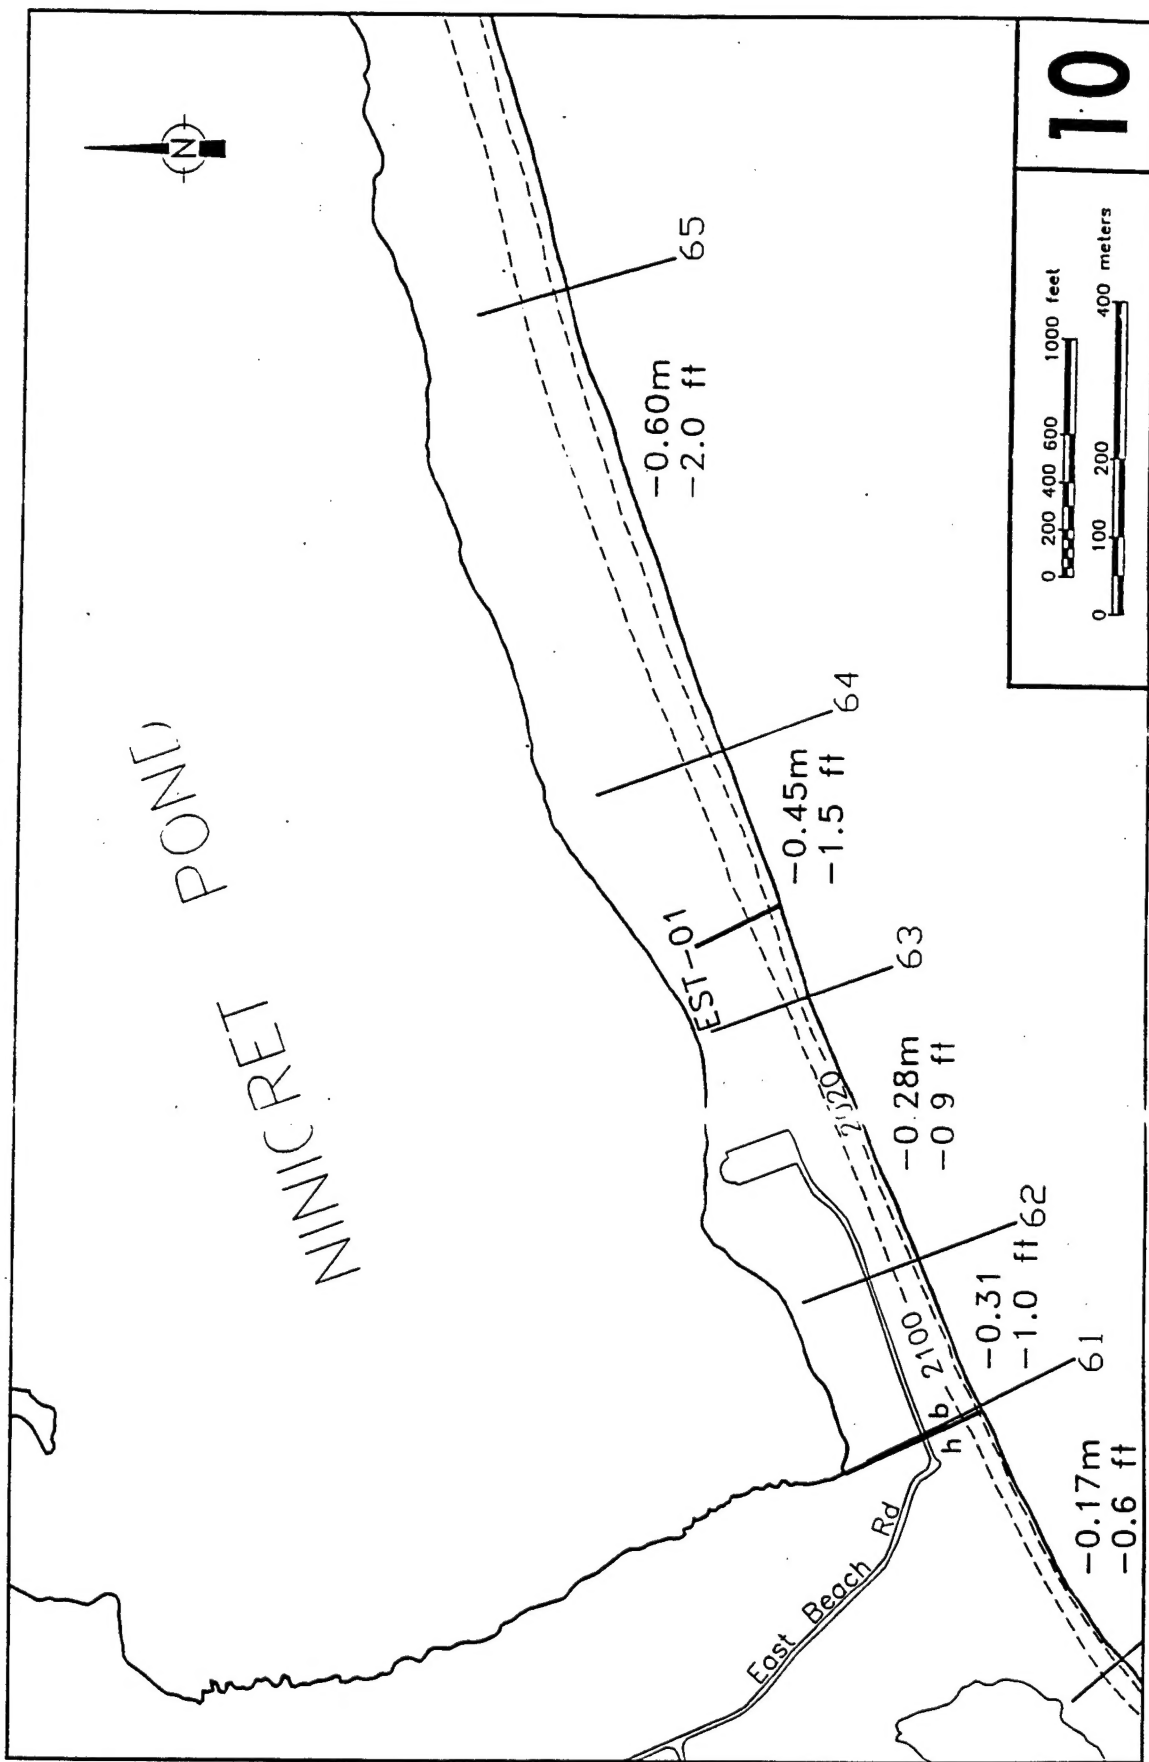 N
NINICRET POND
EST-01
65
-0.60m
-2.0 ft
64
-0.45m
-1.5 ft
63
2020
-0.28m
-0 9 ft
62
2100
-0.31
-1.0 ft
61
b
h
-0.17m
-0.6 ft
East Beach Rd
0 200 400 600 1000 feet
0 100 200 400 meters
10